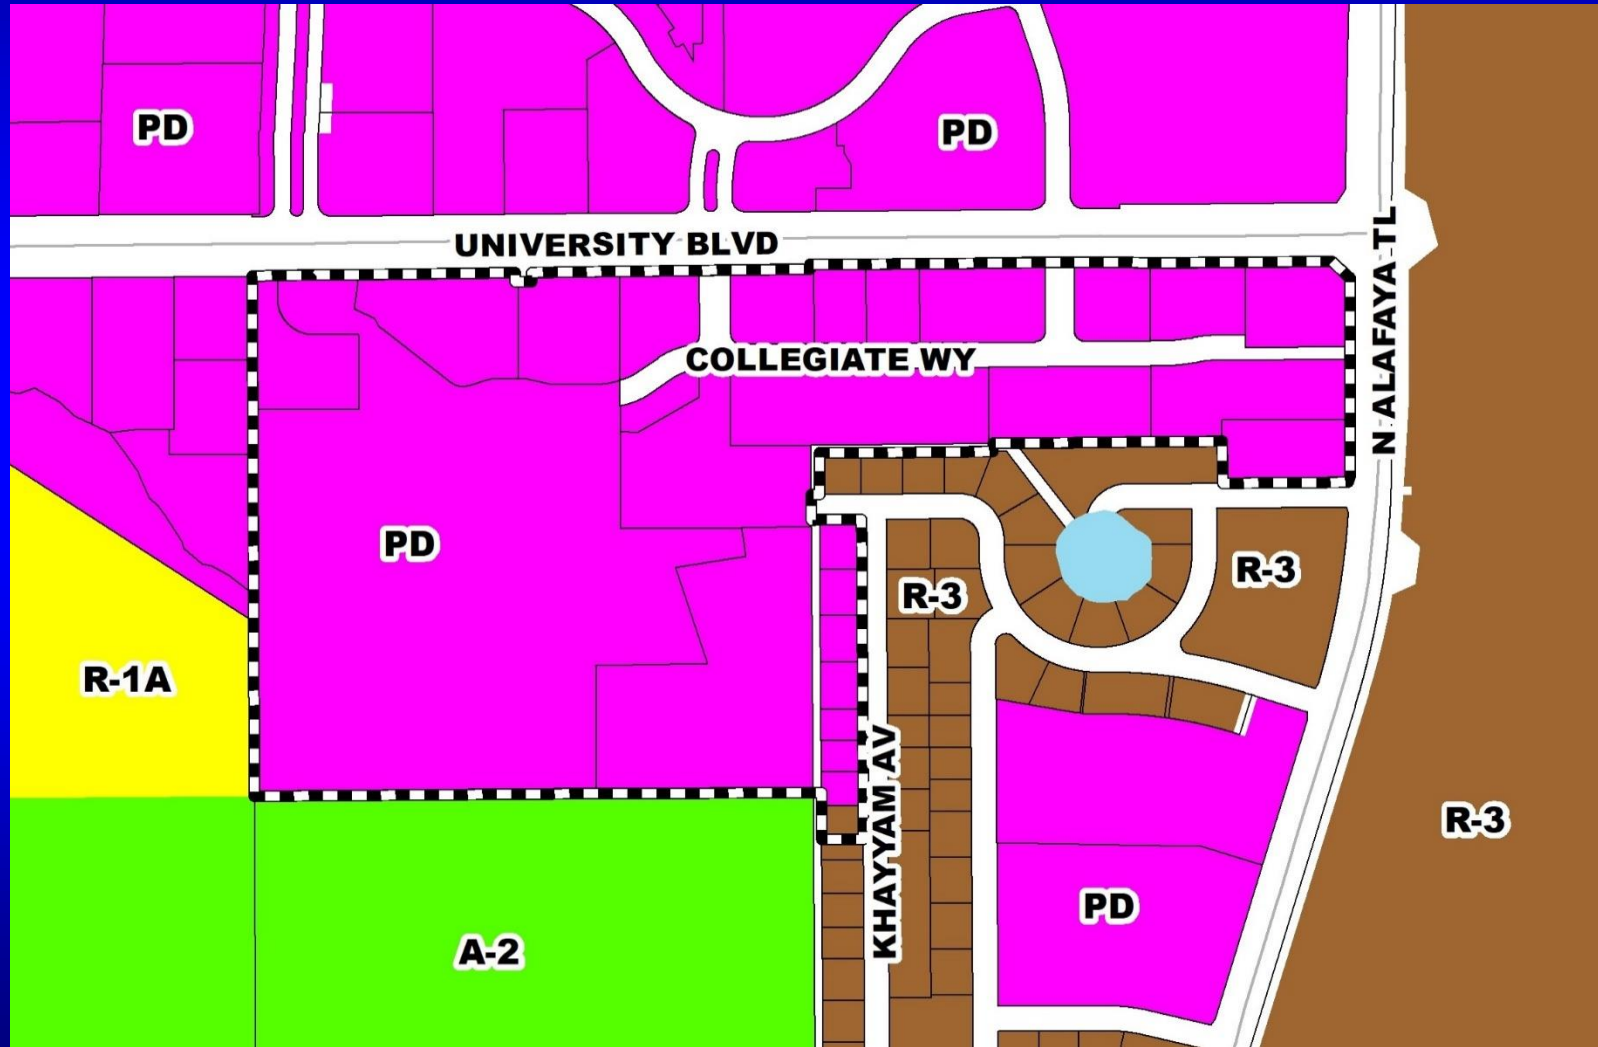 PD
PD
UNIVERSITY BLVD
N ALAFAYA TL
COLLEGIATE WY
PD
R-3
R-3
R-1A
KHAYYAM AV
R-3
PD
A-2